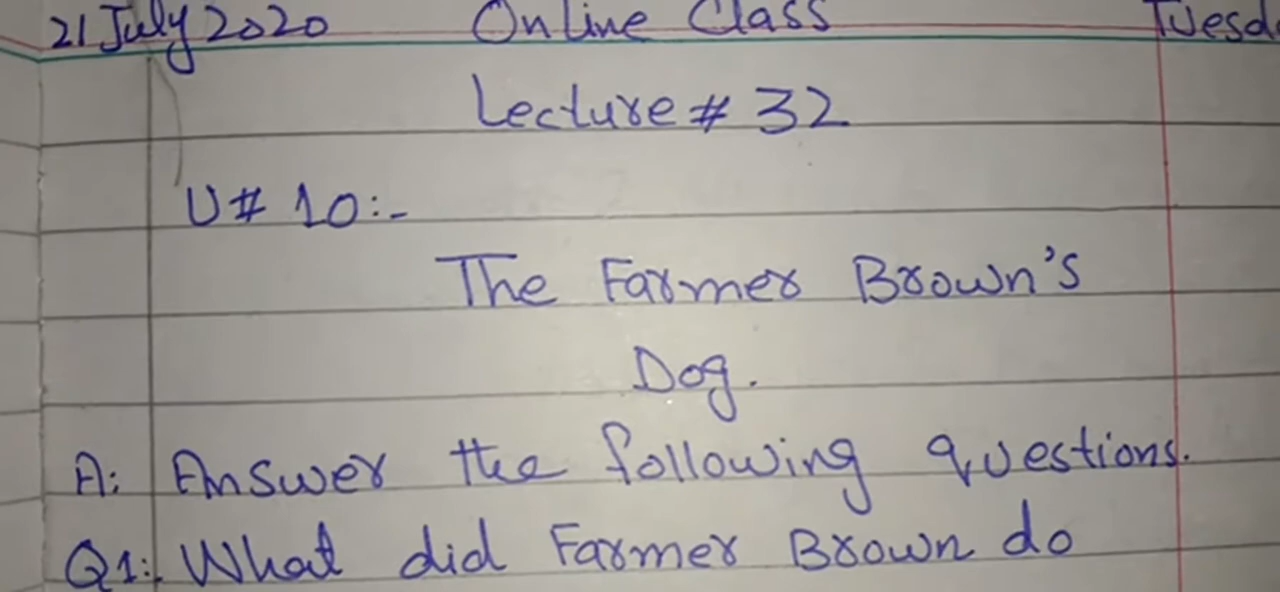 21 July 2020 Online Class Tuesd
Lecture # 32
U# 10:-
The Farmer Brown's
Dog.
A: Answer the following questions.
Q1: What did Farmer Brown do